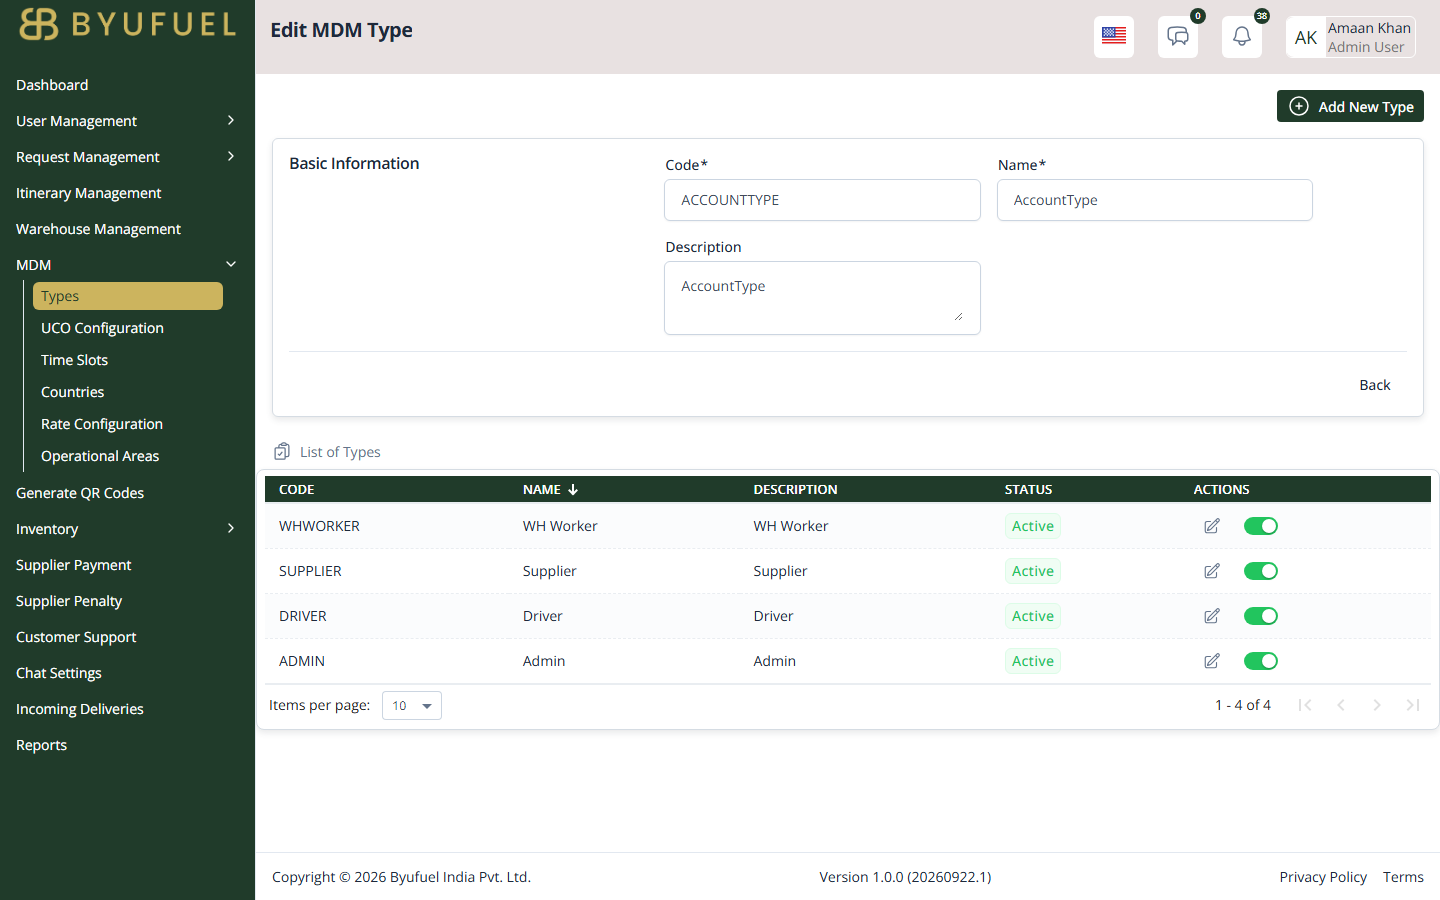 BYUFUEL
Edit MDM Type
0
38
AK
Amaan Khan
Admin User
Dashboard
User Management
Request Management
Itinerary Management
Warehouse Management
MDM
Types
UCO Configuration
Time Slots
Countries
Rate Configuration
Operational Areas
Generate QR Codes
Inventory
Supplier Payment
Supplier Penalty
Customer Support
Chat Settings
Incoming Deliveries
Reports
Add New Type
Basic Information
Code* Name*
ACCOUNTTYPE AccountType
Description
AccountType
Back
List of Types
CODE NAME DESCRIPTION STATUS ACTIONS
WHWORKER WH Worker WH Worker Active
SUPPLIER Supplier Supplier Active
DRIVER Driver Driver Active
ADMIN Admin Admin Active
Items per page: 10 1 - 4 of 4
Copyright © 2026 Byufuel India Pvt. Ltd. Version 1.0.0 (20260922.1) Privacy Policy Terms